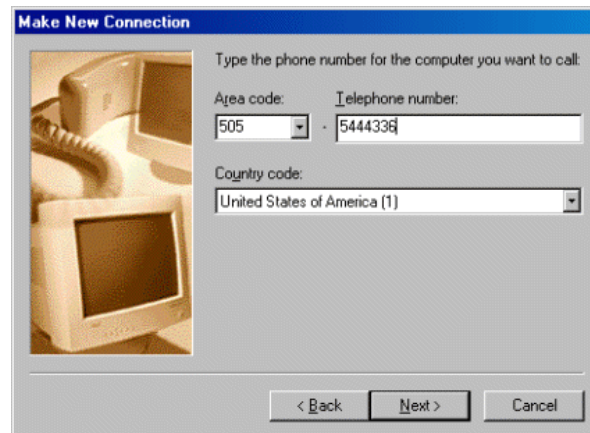 Make New Connection
Type the phone number for the computer you want to call:
Area code: Telephone number:
505 - 5444336
Country code:
United States of America (1)
< Back Next > Cancel